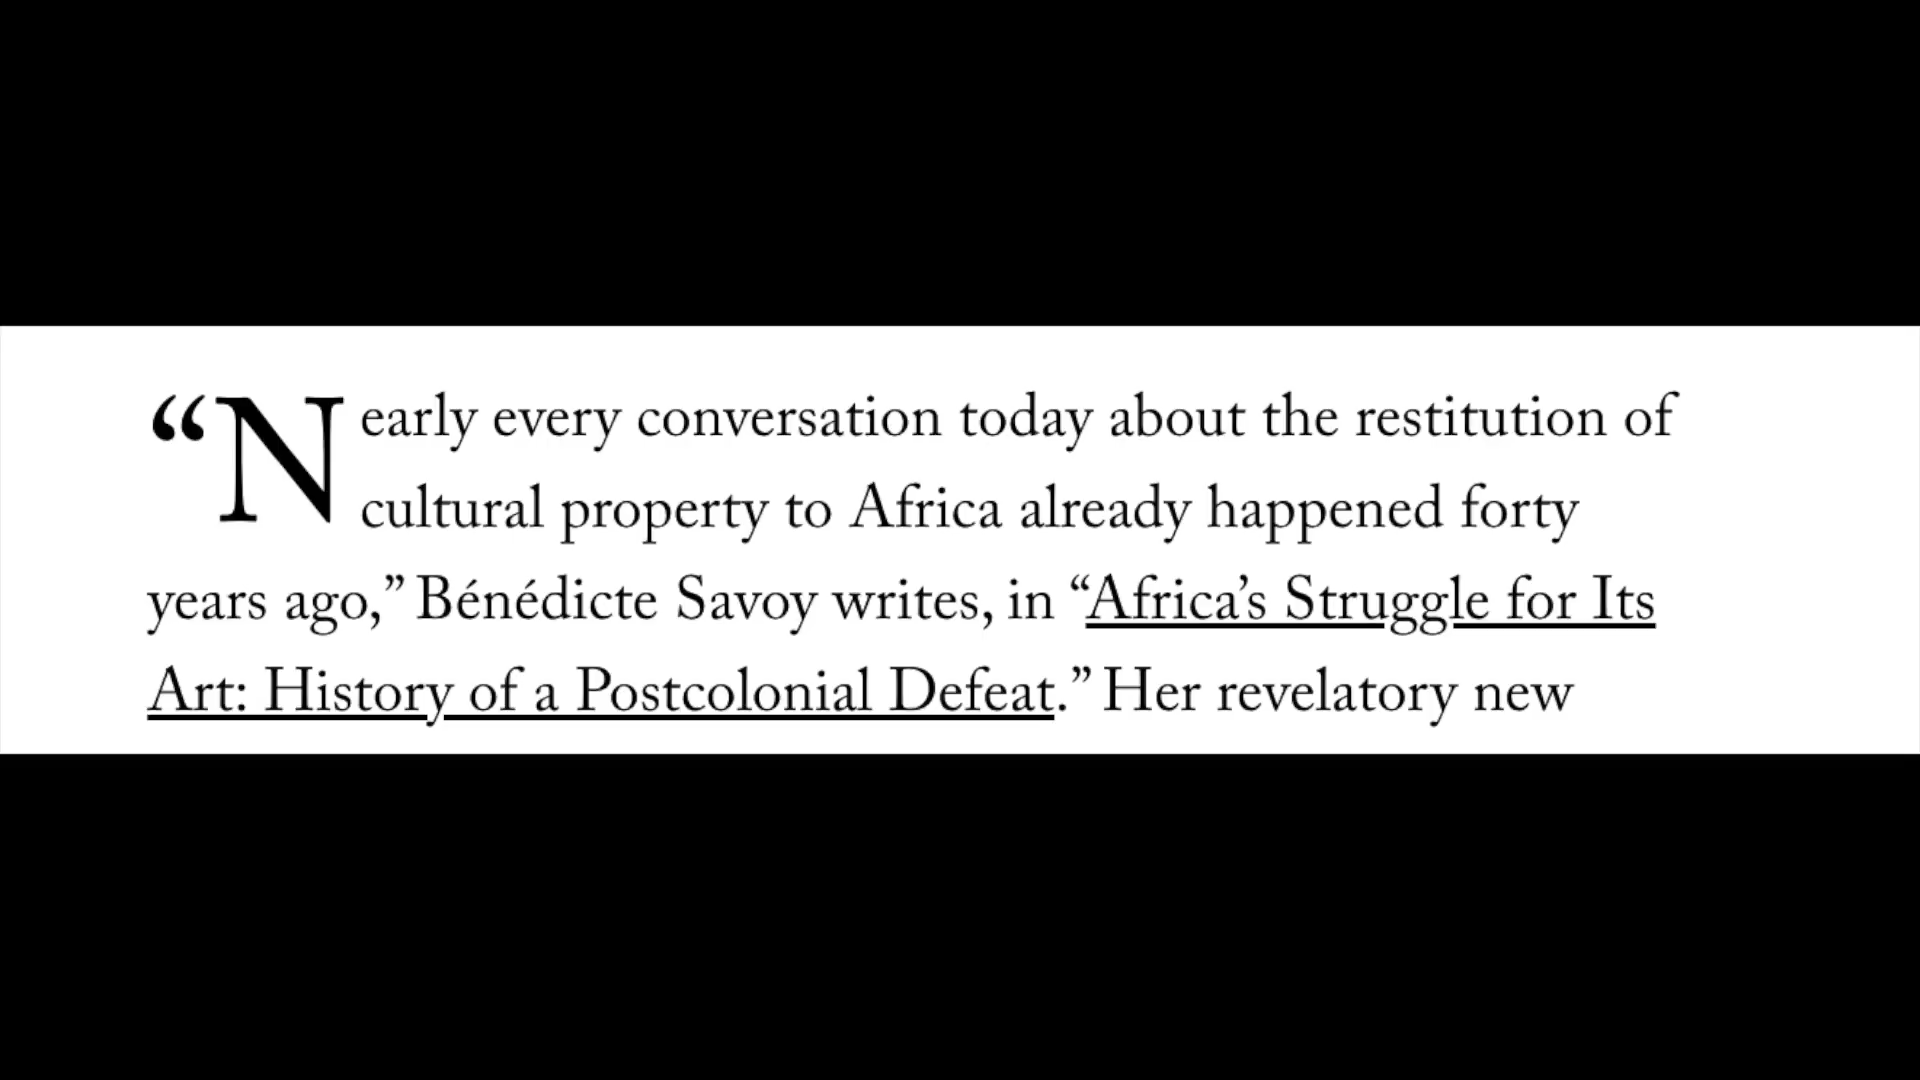 “Nearly every conversation today about the restitution of
cultural property to Africa already happened forty
years ago,” Bénédicte Savoy writes, in “Africa’s Struggle for Its
Art: History of a Postcolonial Defeat.” Her revelatory new